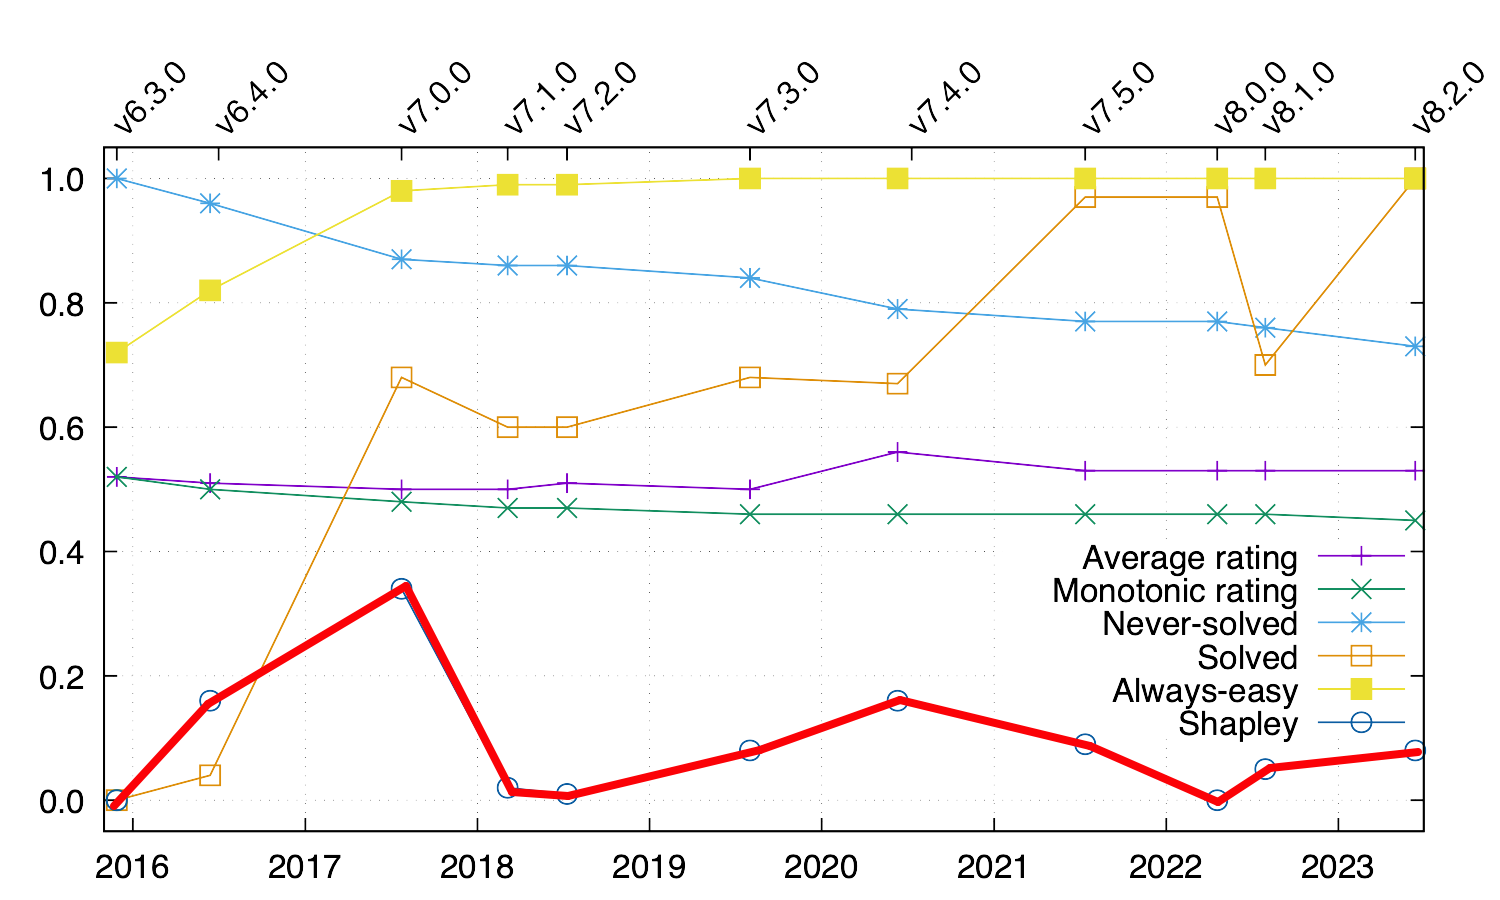 v6.3.0 v6.4.0 v7.0.0 v7.1.0 v7.2.0 v7.3.0 v7.4.0 v7.5.0 v8.0.0 v8.1.0 v8.2.0
1.0
0.8
0.6
0.4
0.2
0.0
Average rating
Monotonic rating
Never-solved
Solved
Always-easy
Shapley
2016 2017 2018 2019 2020 2021 2022 2023